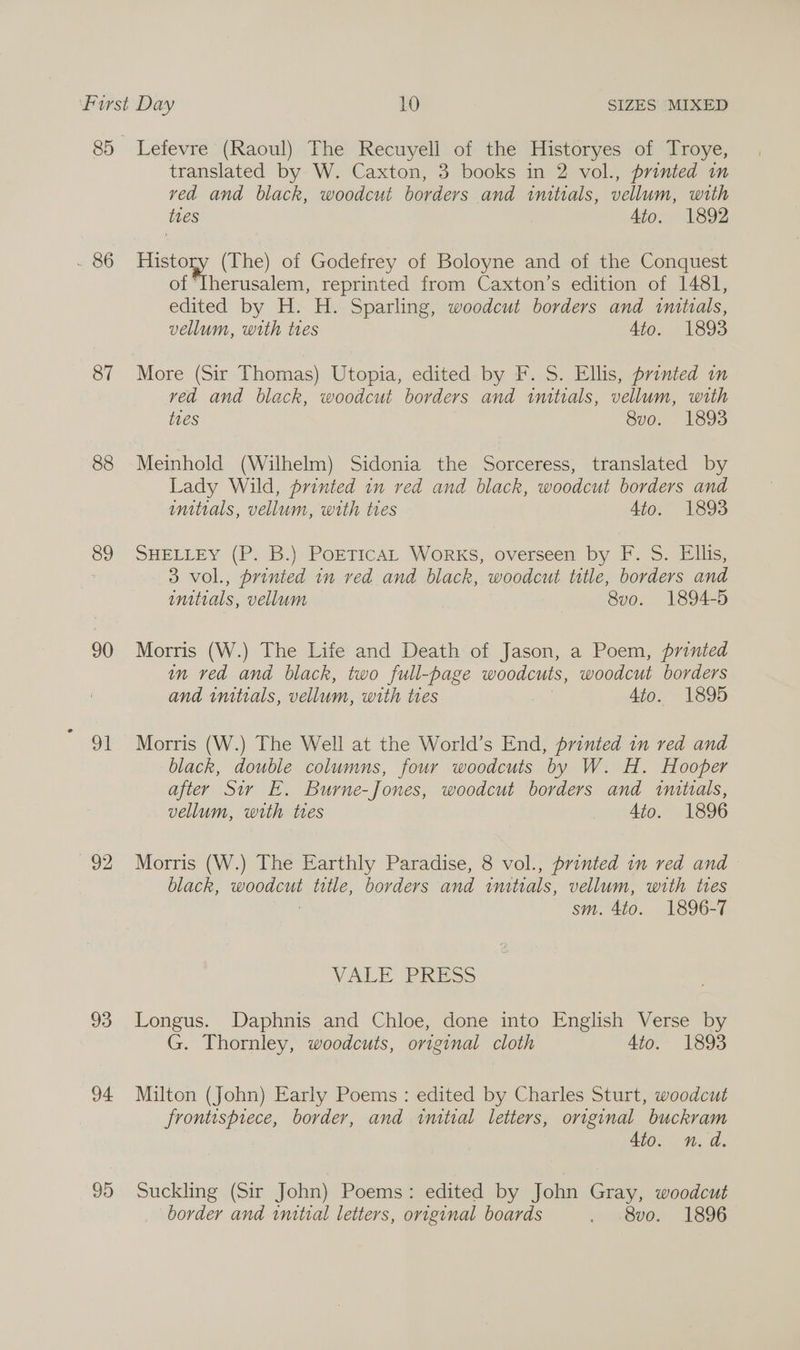 First Day 10 SIZES MIXED
85 Lefevre (Raoul) The Recuyell of the Historyes of Troye,
translated by W. Caxton, 3 books in 2 vol., printed in
red and black, woodcut borders and initials, vellum, with
ties 4to. 1892
86 History (The) of Godefrey of Boloyne and of the Conquest
of Iherusalem, reprinted from Caxton's edition of 1481,
edited by H. H. Sparling, woodcut borders and initials,
vellum, with ties 4to. 1893
87 More (Sir Thomas) Utopia, edited by F. S. Ellis, printed in
red and black, woodcut borders and initials, vellum, with
ties 8vo. 1893
88 Meinhold (Wilhelm) Sidonia the Sorceress, translated by
Lady Wild, printed in red and black, woodcut borders and
initials, vellum, with ties 4to. 1893
89 SHELLEY (P. B.) POETICAL WORKS, overseen by F. S. Ellis,
3 vol., printed in red and black, woodcut title, borders and
initials, vellum 8vo. 1894-5
90 Morris (W.) The Life and Death of Jason, a Poem, printed
in red and black, two full-page woodcuts, woodcut borders
and initials, vellum, with ties 4to. 1895
91 Morris (W.) The Well at the World's End, printed in red and
black, double columns, four woodcuts by W. H. Hooper
after Sir E. Burne-Jones, woodcut borders and initials,
vellum, with ties 4to. 1896
92 Morris (W.) The Earthly Paradise, 8 vol., printed in red and
black, woodcut title, borders and initials, vellum, with ties
sm. 4to. 1896-7
VALE PRESS
93 Longus. Daphnis and Chloe, done into English Verse by
G. Thornley, woodcuts, original cloth 4to. 1893
94 Milton (John) Early Poems : edited by Charles Sturt, woodcut
frontispiece, border, and initial letters, original buckram
4to. n. d.
95 Suckling (Sir John) Poems : edited by John Gray, woodcut
border and initial letters, original boards . 8vo. 1896